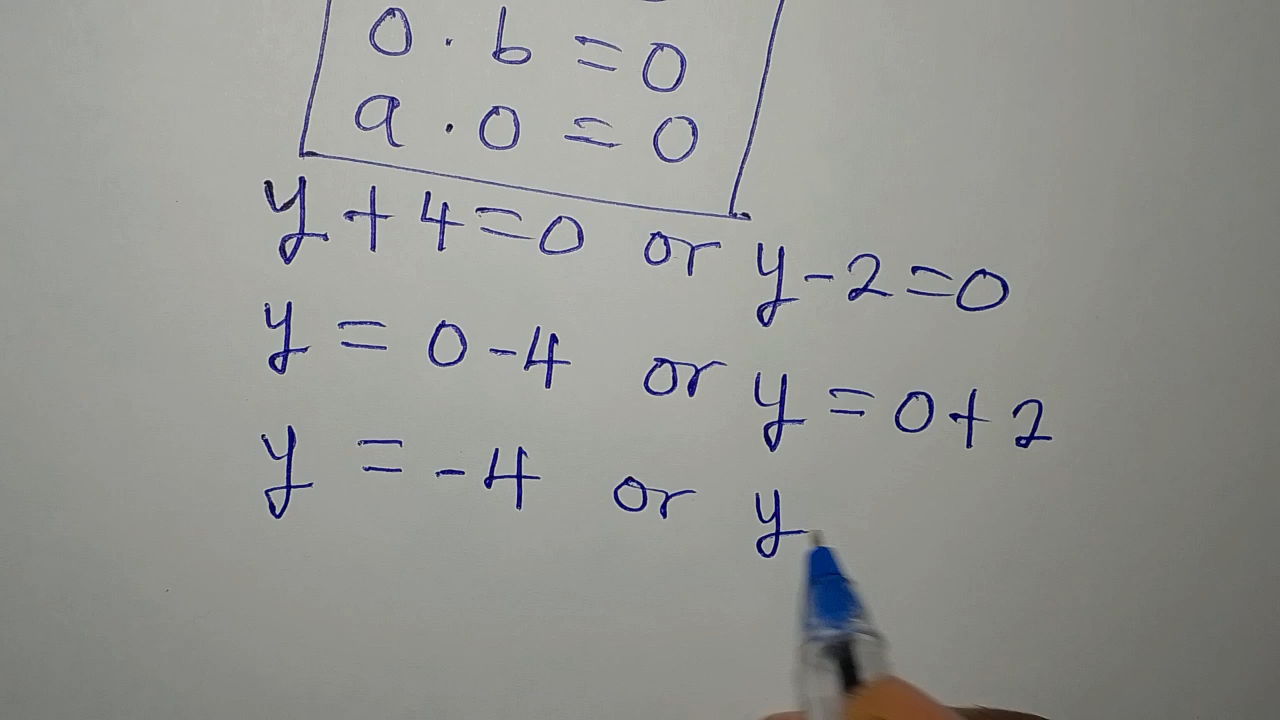 0 · b = 0
a · 0 = 0
y + 4 = 0 or y - 2 = 0
y = 0 - 4 or y = 0 + 2
y = -4 or y